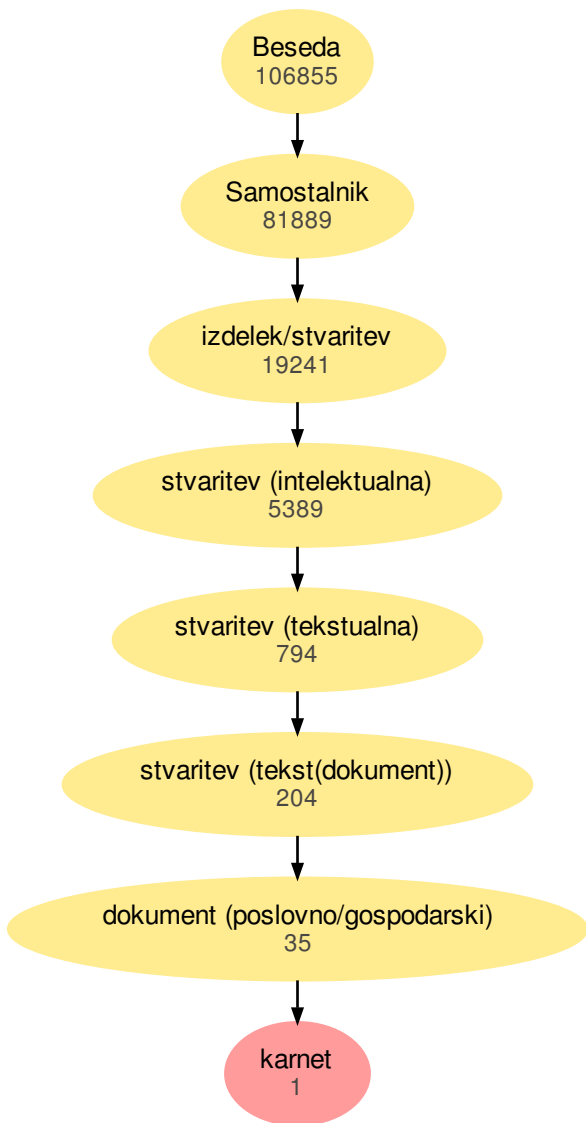 Beseda
106855
Samostalnik
81889
izdelek/stvaritev
19241
stvaritev (intelektualna)
5389
stvaritev (tekstualna)
794
stvaritev (tekst(dokument))
204
dokument (poslovno/gospodarski)
35
karnet
1